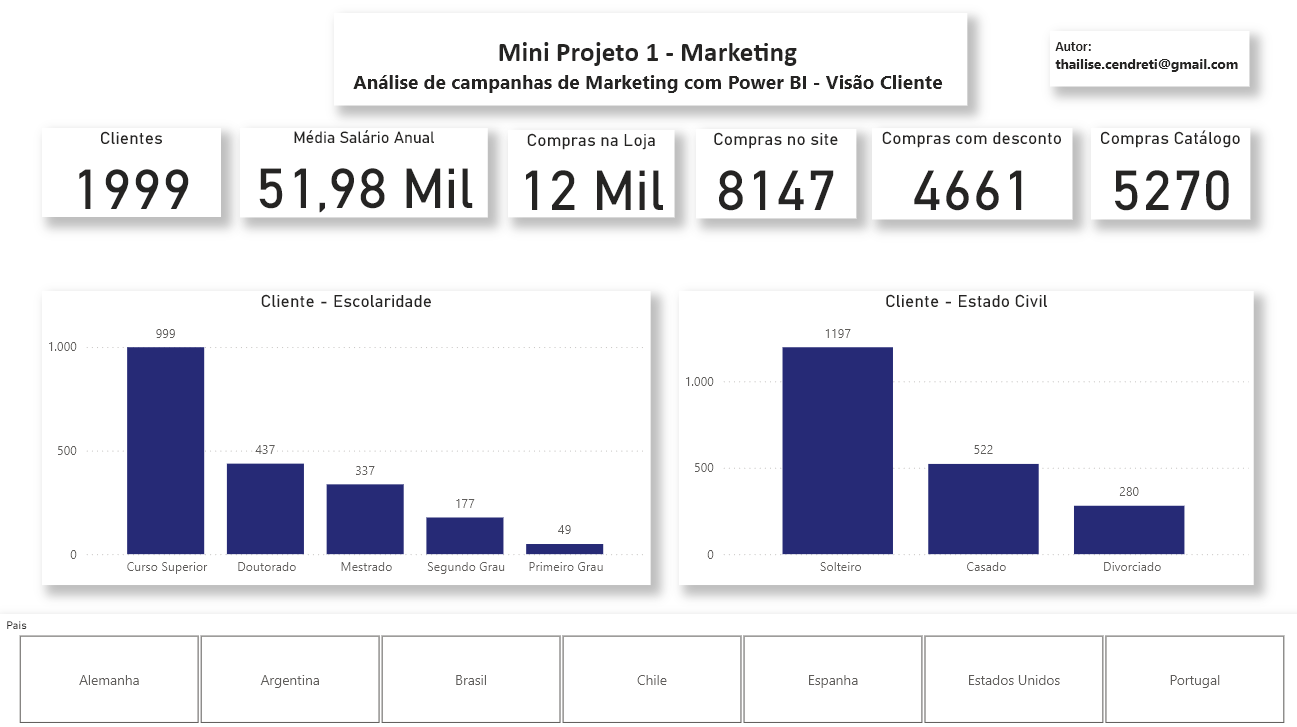 Mini Projeto 1 - Marketing
Análise de campanhas de Marketing com Power BI - Visão Cliente
Autor:
thailise.cendreti@gmail.com
Clientes
1999
Média Salário Anual
51,98 Mil
Compras na Loja
12 Mil
Compras no site
8147
Compras com desconto
4661
Compras Catálogo
5270
Cliente - Escolaridade
1.000
500
0
999
437
337
177
49
Curso Superior
Doutorado
Mestrado
Segundo Grau
Primeiro Grau
Cliente - Estado Civil
1.000
500
0
1197
522
280
Solteiro
Casado
Divorciado
Pais
Alemanha
Argentina
Brasil
Chile
Espanha
Estados Unidos
Portugal